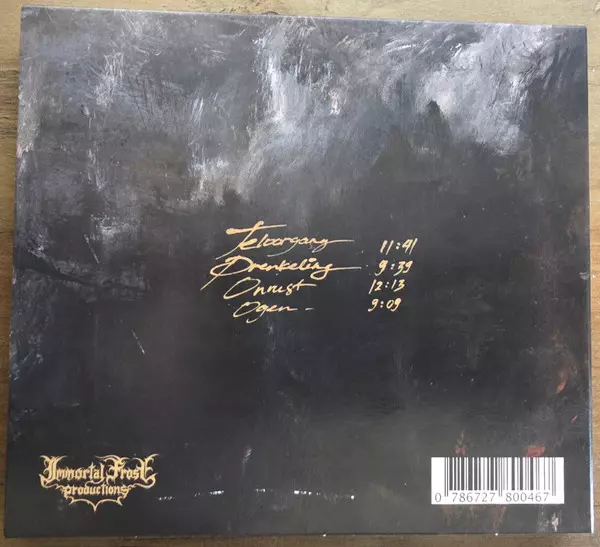 Teloorgang 11:41
Drenkeling 9:39
Onrust 12:13
Ogen - 9:09
Immortal Frost
productions
0 786727 800467